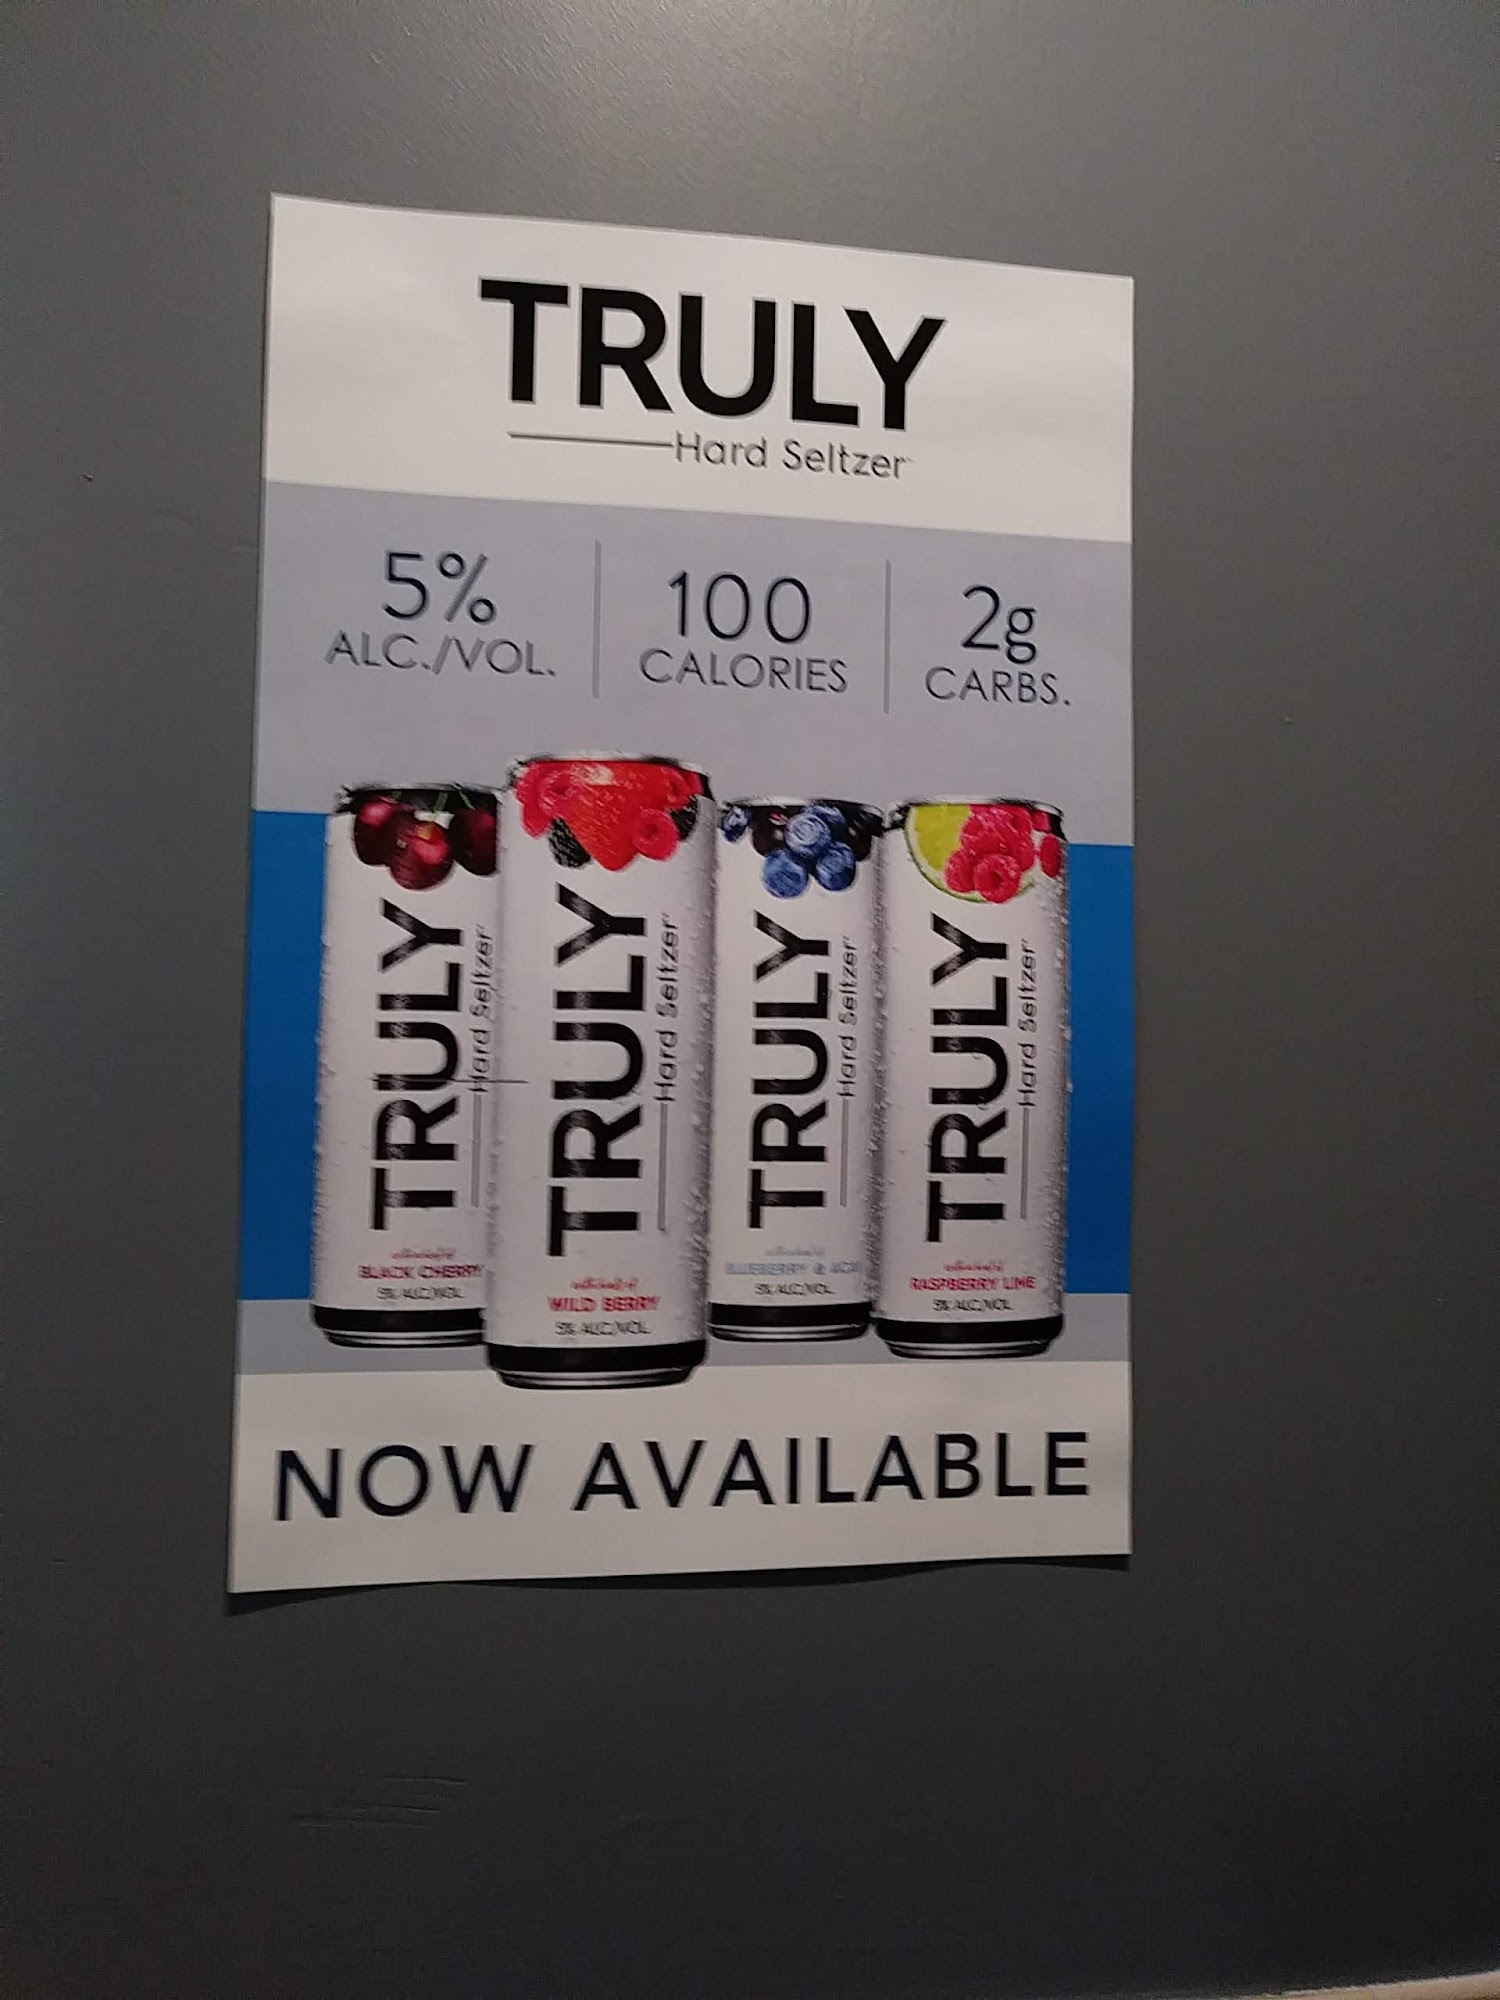 TRULY
Hard Seltzer
5%
ALC./VOL.
100
CALORIES
2g
CARBS.
TRULY
Hard Seltzer
BLACK CHERRY
5% ALC./VOL.
TRULY
Hard Seltzer
WILD BERRY
5% ALC./VOL.
TRULY
Hard Seltzer
BLUEBERRY & ACAI
5% ALC./VOL.
TRULY
Hard Seltzer
RASPBERRY LIME
5% ALC./VOL.
NOW AVAILABLE